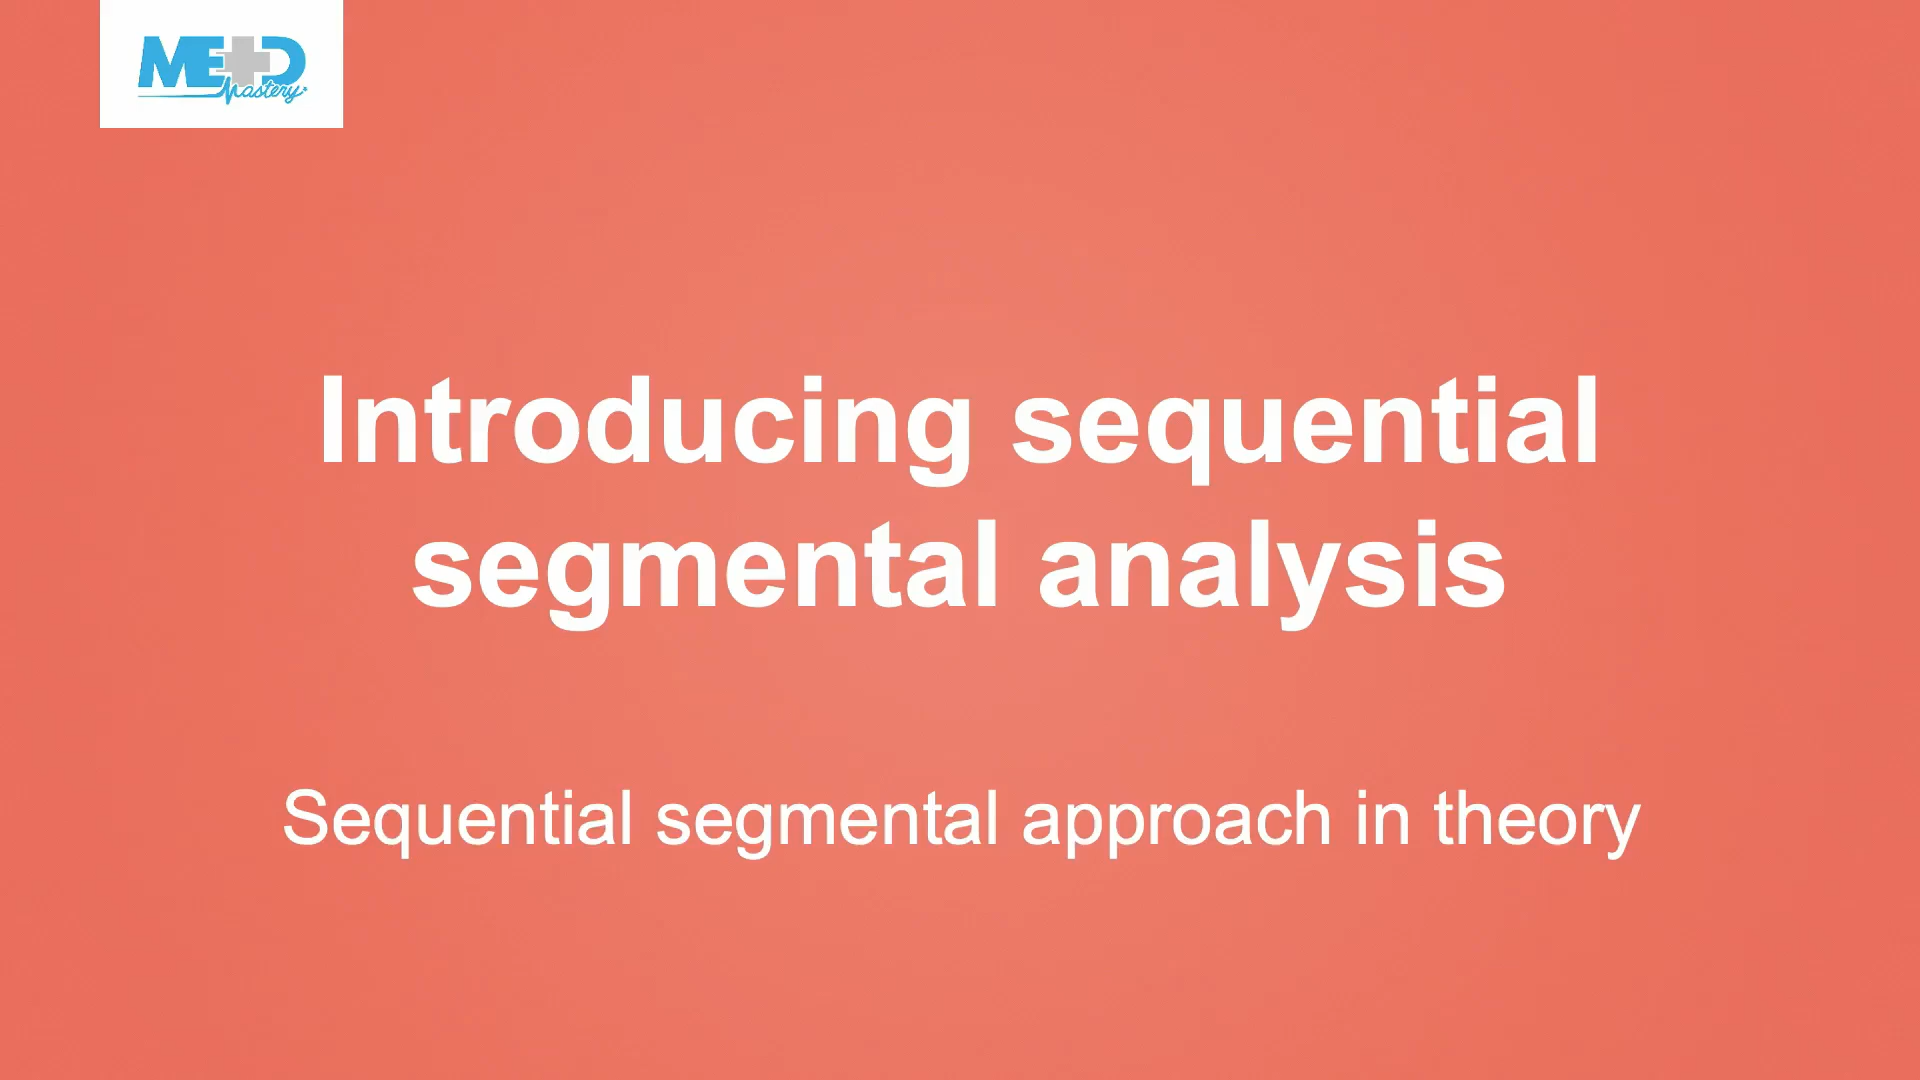 MED
Mastery
Introducing sequential
segmental analysis
Sequential segmental approach in theory